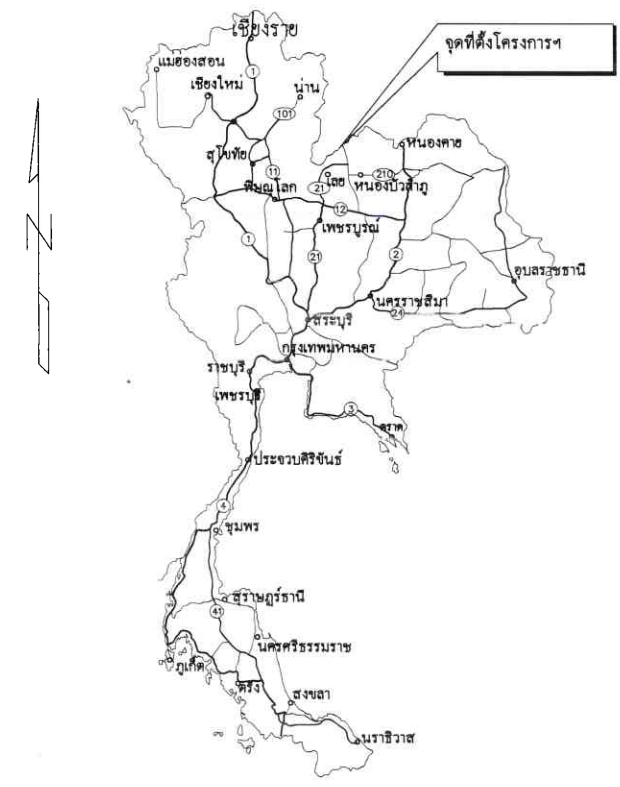 เชียงราย
จุดที่ตั้งโครงการฯ
แม่ฮ่องสอน
1
เชียงใหม่
น่าน
101
หนองคาย
สุโขทัย
11
เลย
210
หนองบัวลำภู
21
พิษณุโลก
12
เพชรบูรณ์
1
21
2
อุบลราชธานี
นครราชสีมา
24
สระบุรี
กรุงเทพมหานคร
ราชบุรี
เพชรบุรี
3
ตราด
ประจวบคิริขันธ์
4
ชุมพร
สุราษฎร์ธานี
41
นครศรีธรรมราช
ภูเก็ต
ตรัง
สงขลา
นราธิวาส
N